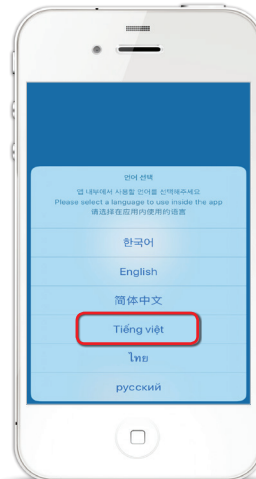 언어 선택
앱 내부에서 사용할 언어를 선택해주세요
Please select a language to use inside the app
请选择在应用内使用的语言
한국어
English
简体中文
Tiếng việt
ไทย
русский